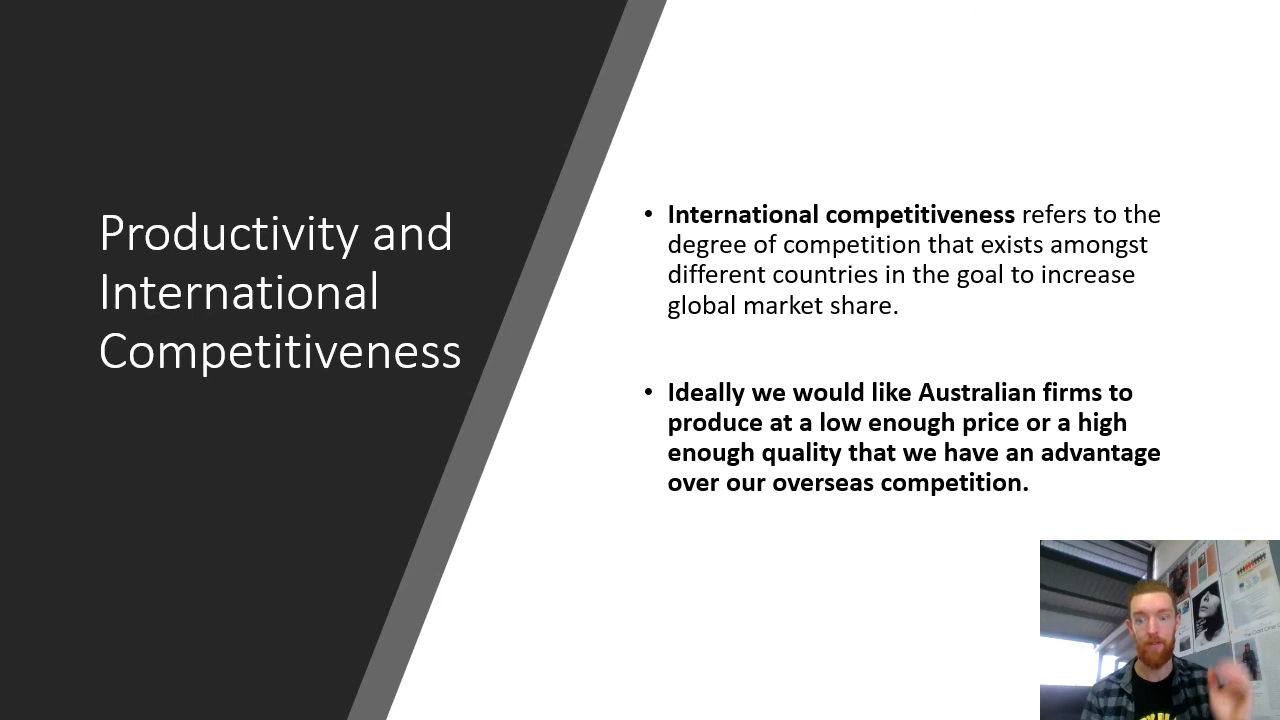 Productivity and
International
Competitiveness
• International competitiveness refers to the
degree of competition that exists amongst
different countries in the goal to increase
global market share.
• Ideally we would like Australian firms to
produce at a low enough price or a high
enough quality that we have an advantage
over our overseas competition.